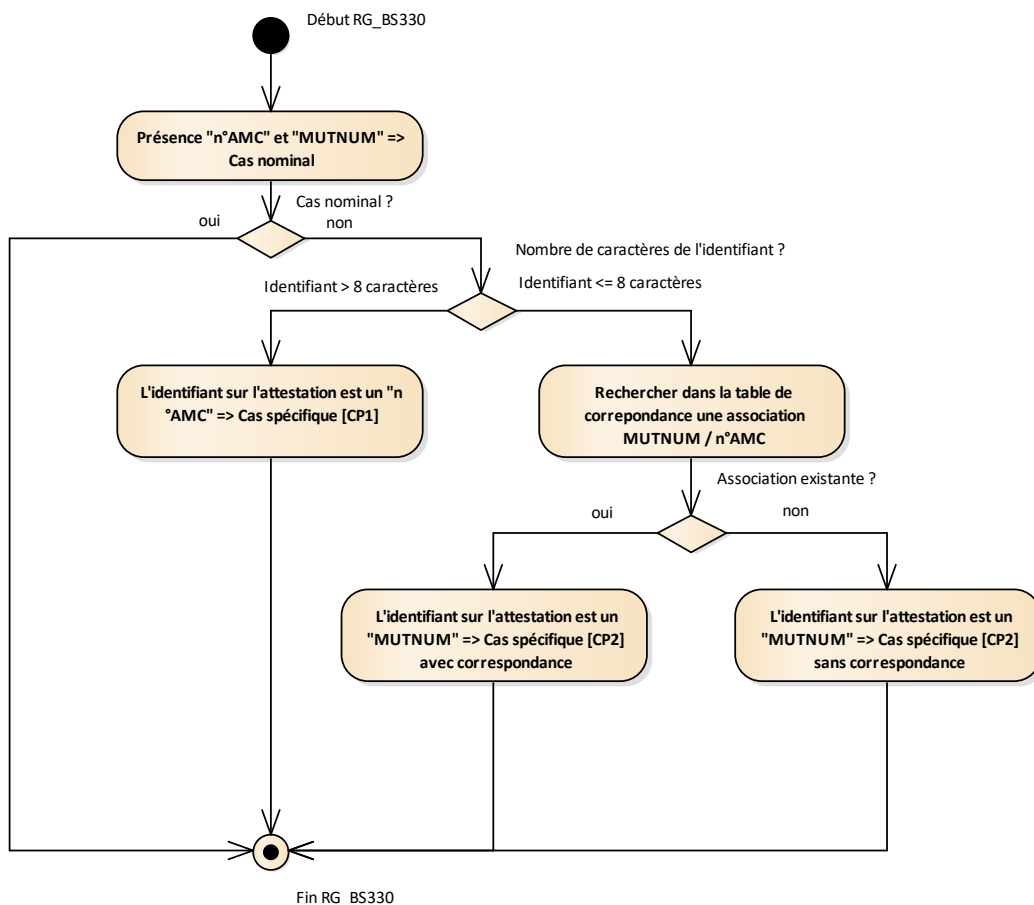 Début RG_BS330
Présence "n°AMC" et "MUTNUM" =>
Cas nominal
Cas nominal ?
oui
non
Nombre de caractères de l'identifiant ?
Identifiant > 8 caractères
Identifiant <= 8 caractères
L'identifiant sur l'attestation est un "n
°AMC" => Cas spécifique [CP1]
Rechercher dans la table de
correpondance une association
MUTNUM / n°AMC
Association existante ?
oui
non
L'identifiant sur l'attestation est un
"MUTNUM" => Cas spécifique [CP2]
avec correspondance
L'identifiant sur l'attestation est un
"MUTNUM" => Cas spécifique [CP2]
sans correspondance
Fin RG_BS330